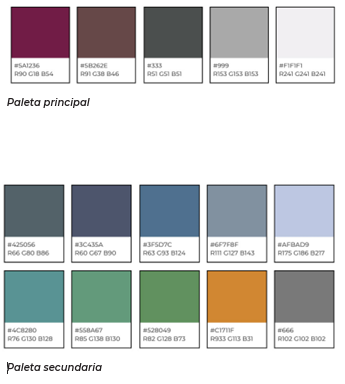 #5A1236 #5B262E #333 #999 #F1F1F1
R90 G18 B54 R91 G38 B46 R51 G51 B51 R153 G153 B153 R241 G241 B241
Paleta principal
#425056 #3C435A #3F5D7C #6F7F8F #AFBAD9
R66 G80 B86 R60 G67 B90 R63 G93 B124 R111 G127 B143 R175 G186 B217
#4C8280 #558A67 #528049 #C1711F #666
R76 G130 B128 R85 G138 B130 R82 G128 B73 R933 G113 B31 R102 G102 B102
Paleta secundaria